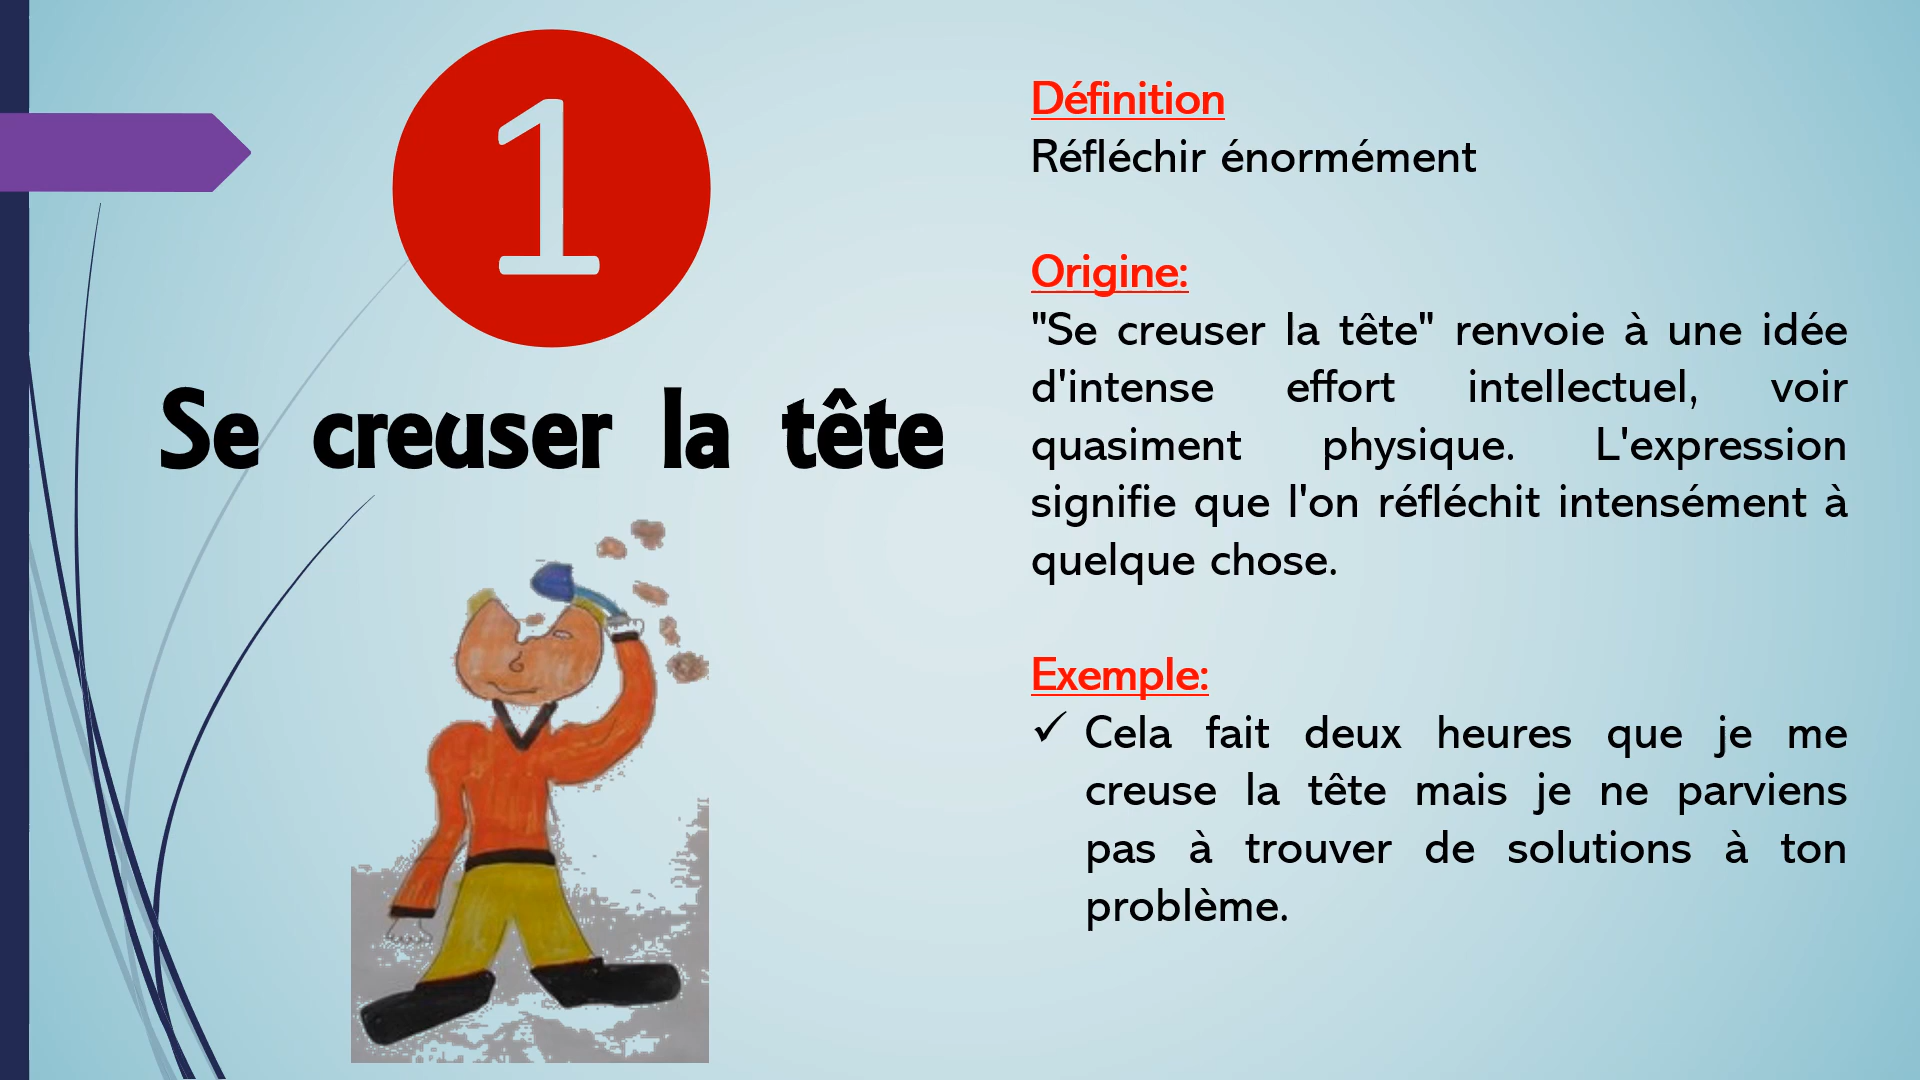 1
Se creuser la tête
Définition
Réfléchir énormément
Origine:
"Se creuser la tête" renvoie à une idée
d'intense effort intellectuel, voir
quasiment physique. L'expression
signifie que l'on réfléchit intensément à
quelque chose.
Exemple:
✓ Cela fait deux heures que je me
creuse la tête mais je ne parviens
pas à trouver de solutions à ton
problème.